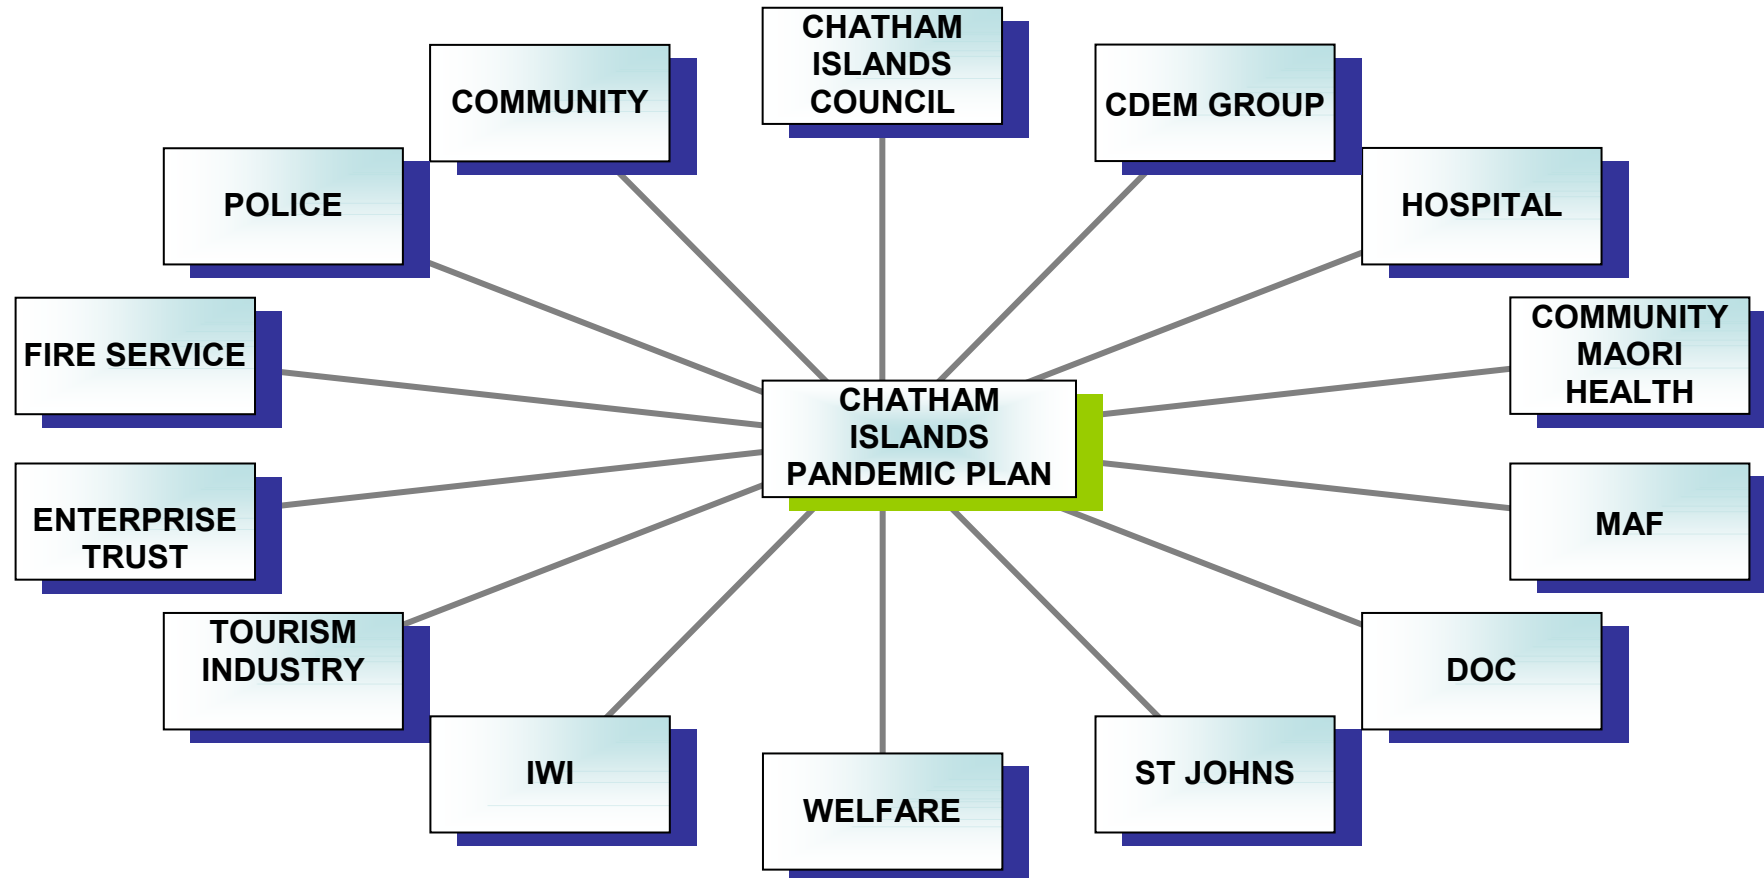 CHATHAM
ISLANDS
COUNCIL
COMMUNITY
CDEM GROUP
POLICE
HOSPITAL
FIRE SERVICE
COMMUNITY
MAORI
HEALTH
CHATHAM
ISLANDS
PANDEMIC PLAN
ENTERPRISE
TRUST
MAF
TOURISM
INDUSTRY
DOC
IWI
ST JOHNS
WELFARE